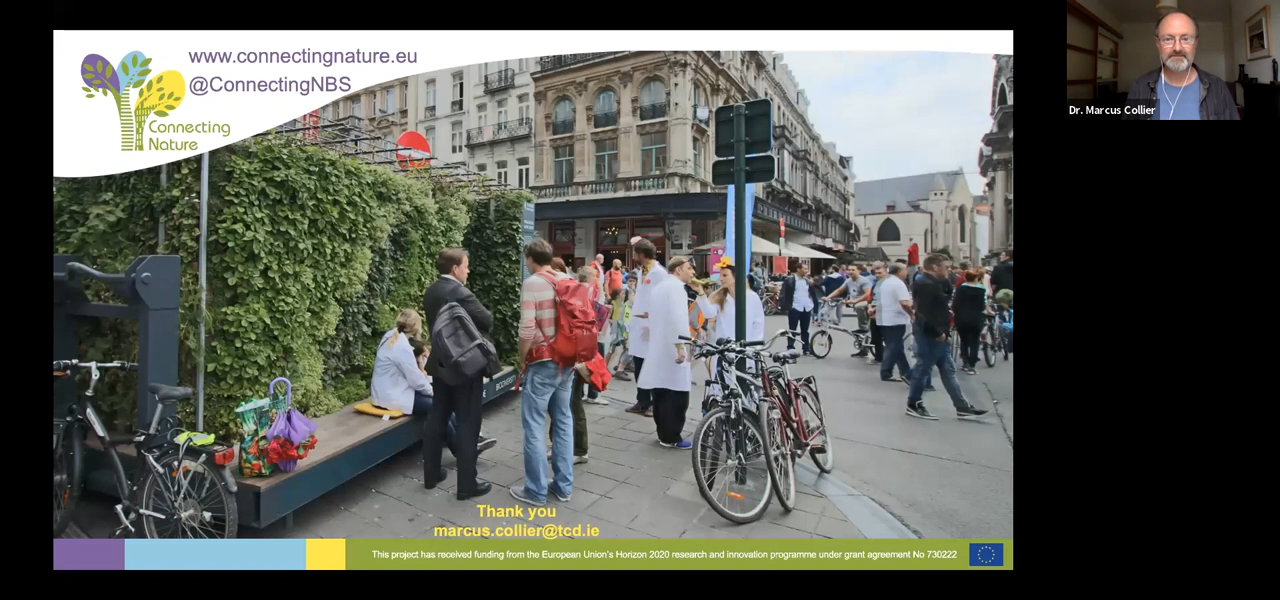 www.connectingnature.eu
@ConnectingNBS
Connecting
Nature
Dr. Marcus Collier
Thank you
marcus.collier@tcd.ie
This project has received funding from the European Union's Horizon 2020 research and innovation programme under grant agreement No 730222